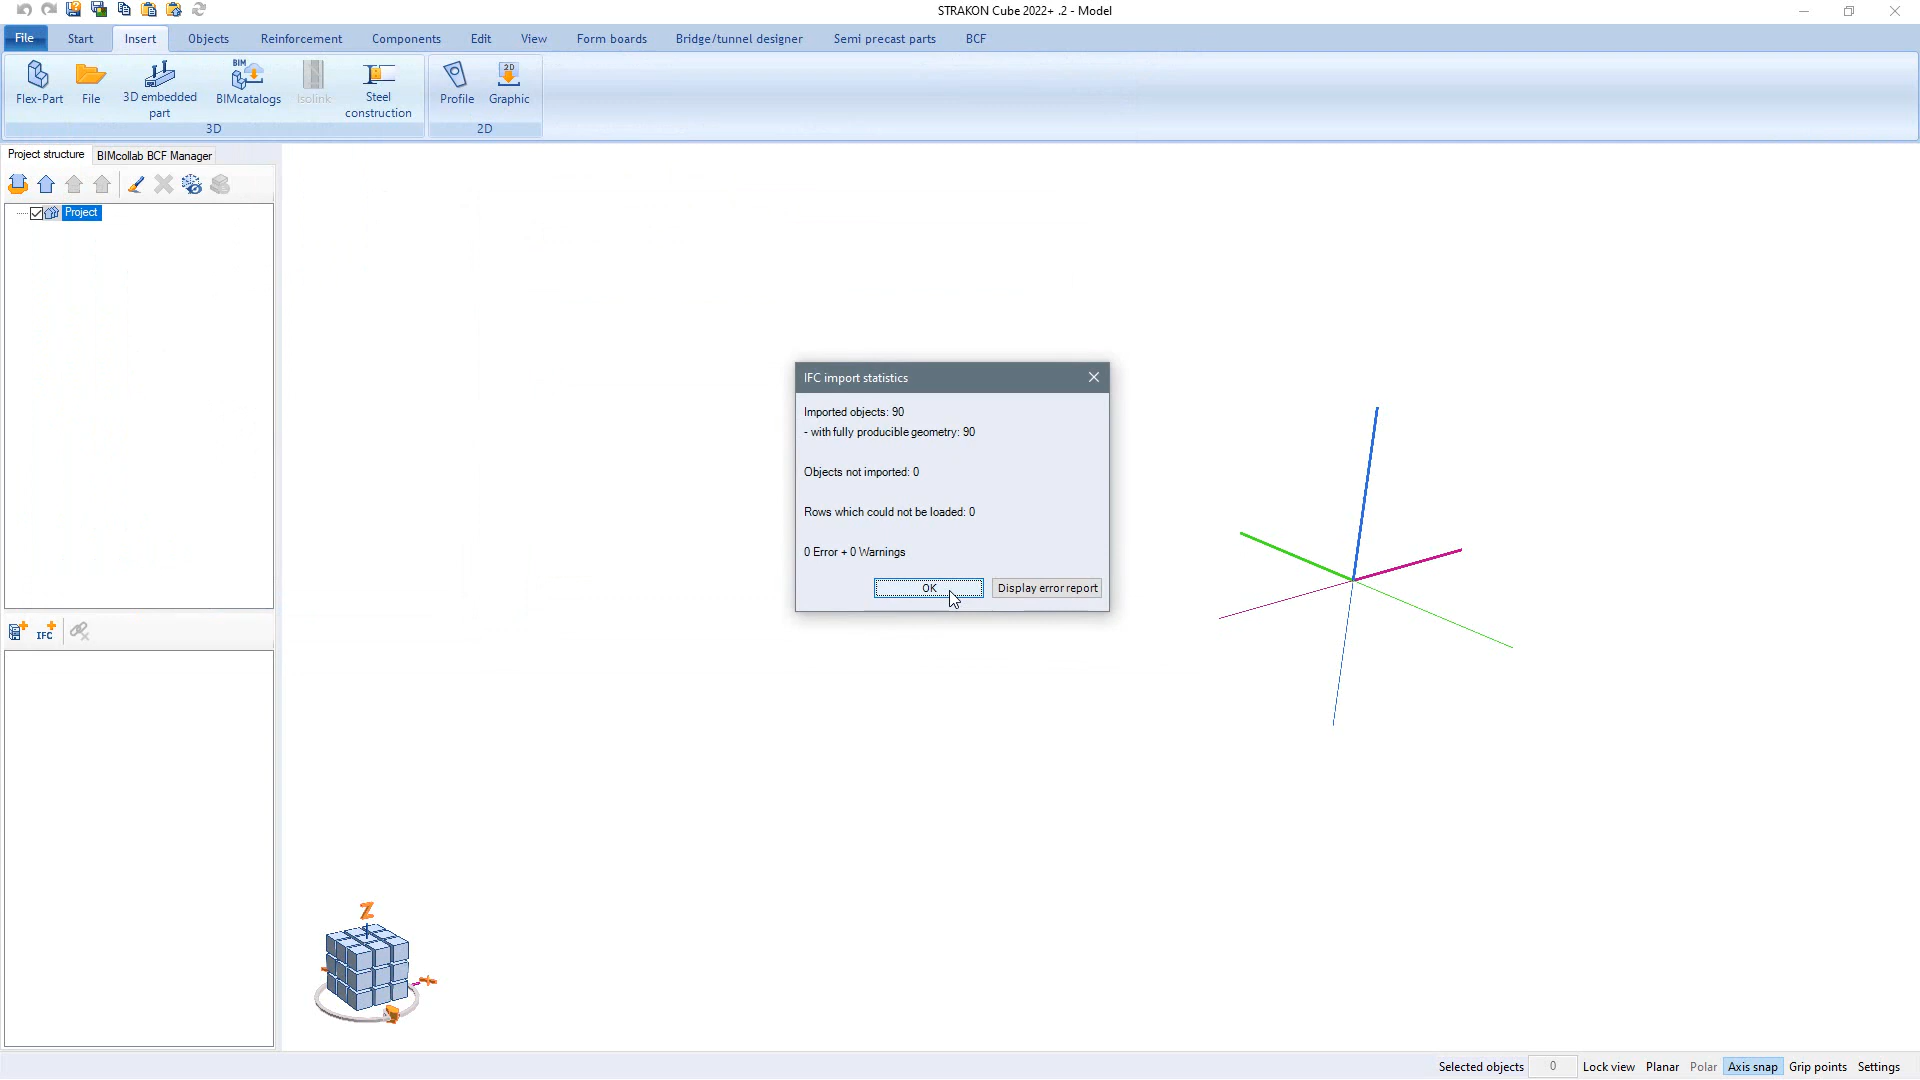 STRAKON Cube 2022+ .2 - Model
File Start Insert Objects Reinforcement Components Edit View Form boards Bridge/tunnel designer Semi precast parts BCF
BIM
2D
Flex-Part File 3D embedded part BIMcatalogs Isolink Steel construction Profile Graphic
3D 2D
Project structure BIMcollab BCF Manager
Project
IFC import statistics
Imported objects: 90
- with fully producible geometry: 90
Objects not imported: 0
Rows which could not be loaded: 0
0 Error + 0 Warnings
OK Display error report
IFC
Z
Selected objects 0 Lock view Planar Polar Axis snap Grip points Settings